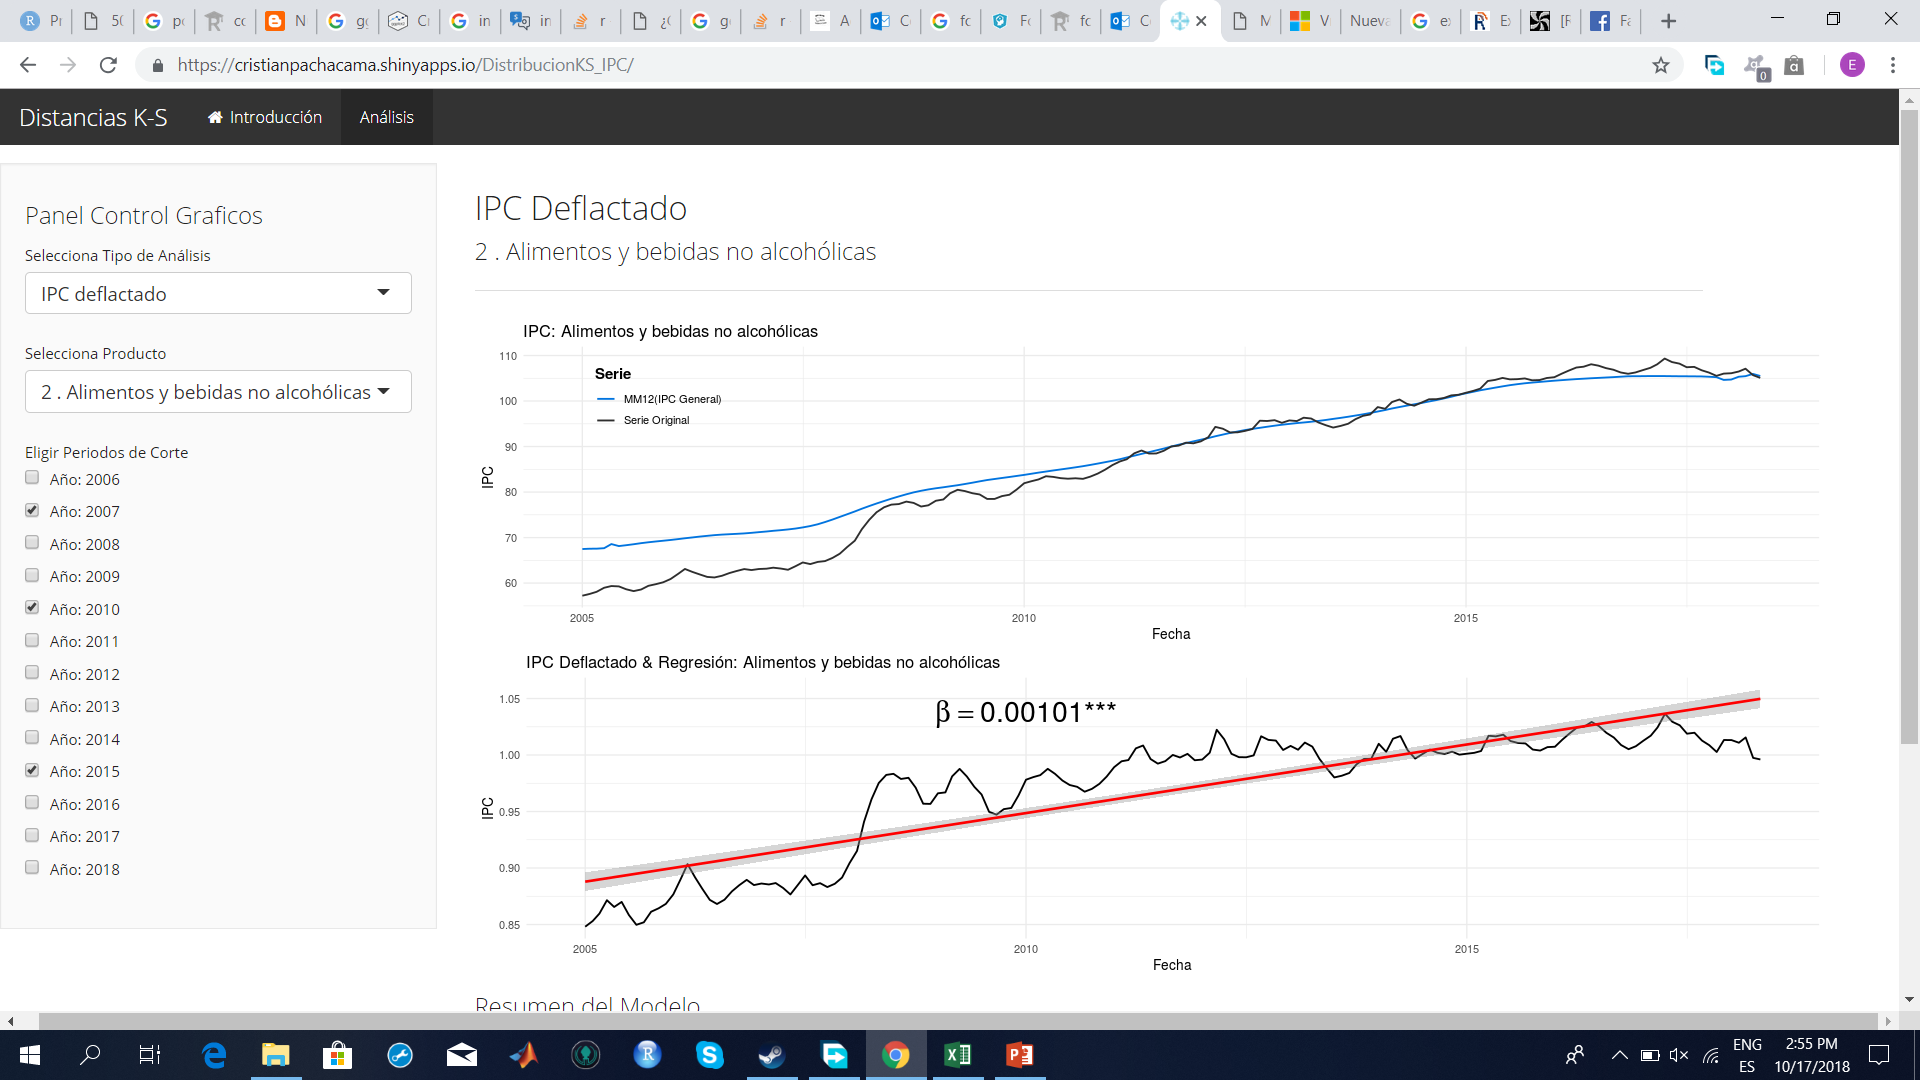 https://cristianpachacama.shinyapps.io/DistribucionKS_IPC/
0
E
Distancias K-S
Introducción
Análisis
Panel Control Graficos
Selecciona Tipo de Análisis
IPC deflactado
Selecciona Producto
2 . Alimentos y bebidas no alcohólicas
Eligir Periodos de Corte
Año: 2006
Año: 2007
Año: 2008
Año: 2009
Año: 2010
Año: 2011
Año: 2012
Año: 2013
Año: 2014
Año: 2015
Año: 2016
Año: 2017
Año: 2018
IPC Deflactado
2 . Alimentos y bebidas no alcohólicas
IPC: Alimentos y bebidas no alcohólicas
Serie
MM12(IPC General)
Serie Original
110
100
90
80
70
60
IPC
2005 2010 2015
Fecha
IPC Deflactado & Regresión: Alimentos y bebidas no alcohólicas
β = 0.00101***
1.05
1.00
0.95
0.90
0.85
IPC
2005 2010 2015
Fecha
Resumen del Modelo
ENG
ES
2:55 PM
10/17/2018